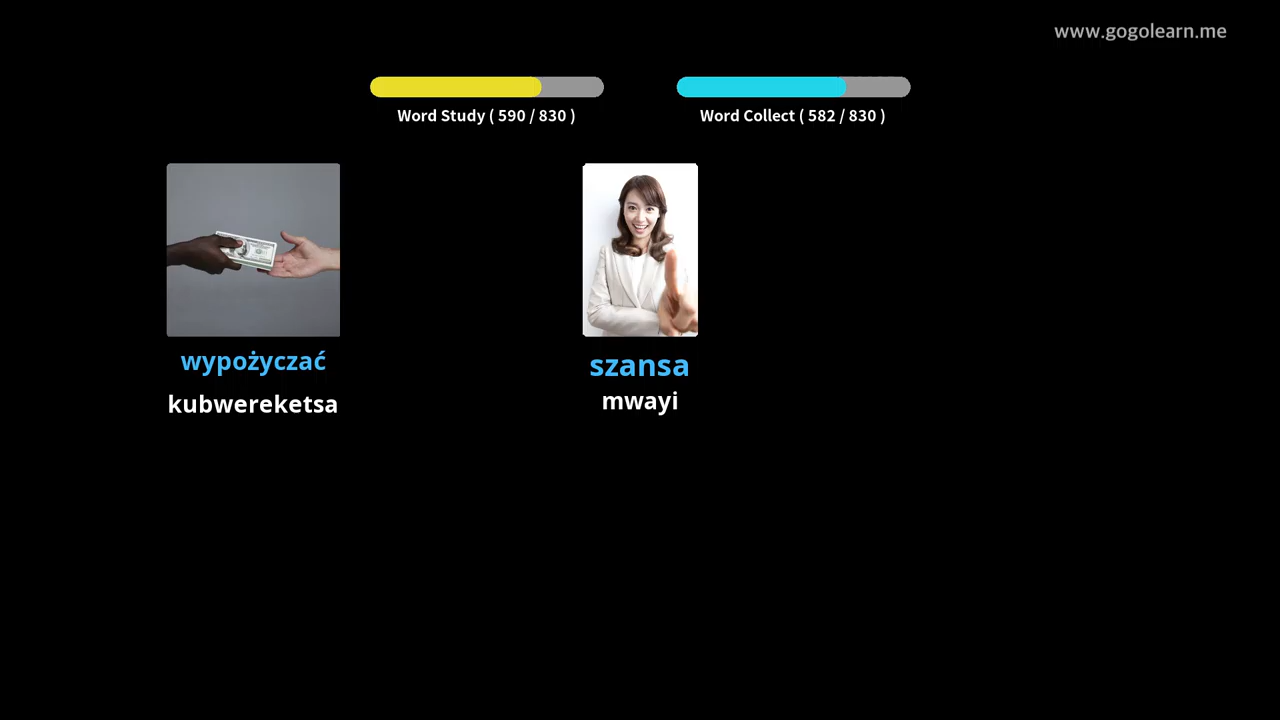 www.gogolearn.me
Word Study ( 590 / 830 )
Word Collect ( 582 / 830 )
wypożyczać
kubwereketsa
szansa
mwayi